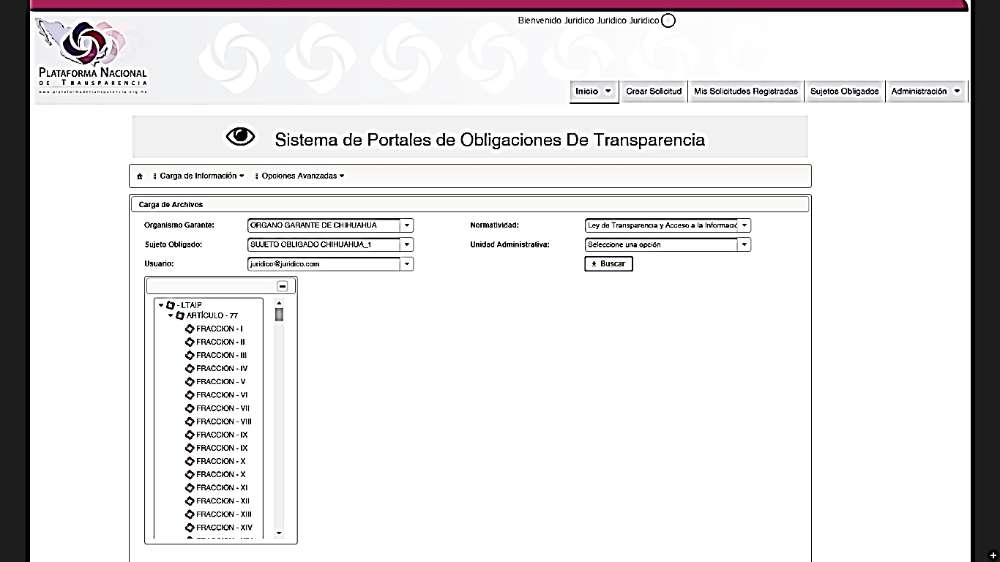 Bienvenido Juridico Juridico Juridico
PLATAFORMA NACIONAL
DE TRANSPARENCIA
www.plataformadetransparencia.org.mx
Inicio Crear Solicitud Mis Solicitudes Registradas Sujetos Obligados Administración
Sistema de Portales de Obligaciones De Transparencia
Carga de Información Opciones Avanzadas
Carga de Archivos
Organismo Garante: ORGANO GARANTE DE CHIHUAHUA Normatividad: Ley de Transparencia y Acceso a la Informació
Sujeto Obligado: SUJETO OBLIGADO CHIHUAHUA_1 Unidad Administrativa: Seleccione una opción
Usuario: juridico@juridico.com Buscar
- LTAIP
ARTÍCULO - 77
FRACCION - I
FRACCION - II
FRACCION - III
FRACCION - IV
FRACCION - V
FRACCION - VI
FRACCION - VII
FRACCION - VIII
FRACCION - IX
FRACCION - IX
FRACCION - X
FRACCION - X
FRACCION - XI
FRACCION - XII
FRACCION - XIII
FRACCION - XIV